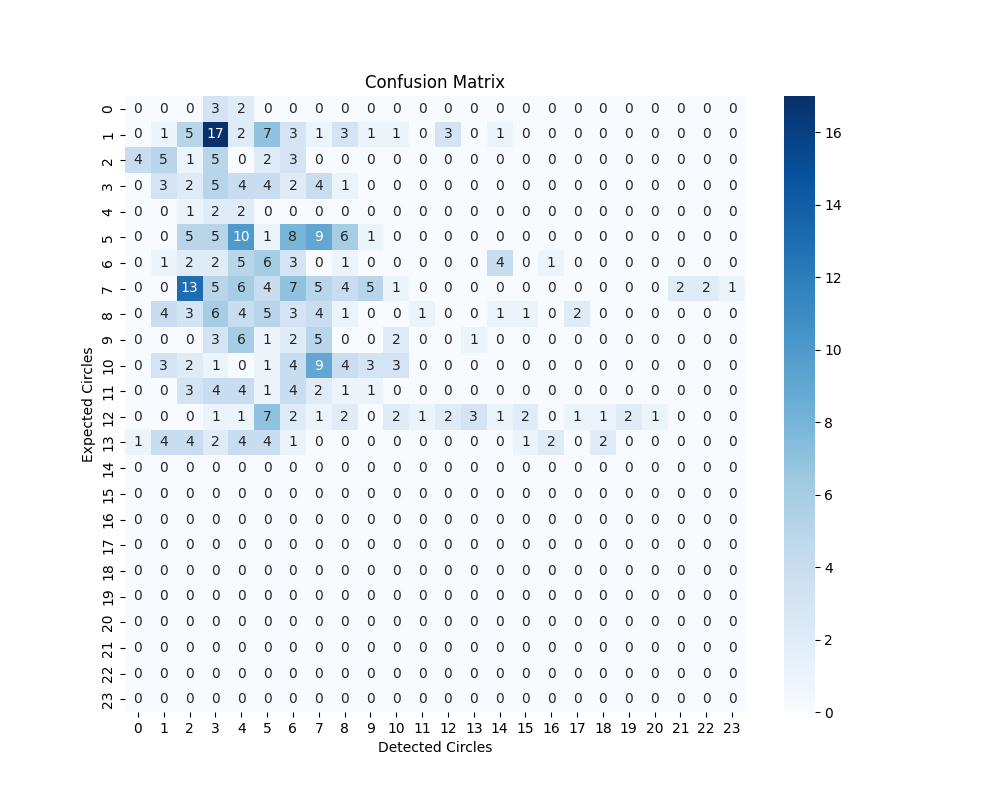 Confusion Matrix
0 0 0 0 3 2 0 0 0 0 0 0 0 0 0 0 0 0 0 0 0 0 0 0 0
1 0 1 5 17 2 7 3 1 3 1 1 0 3 0 1 0 0 0 0 0 0 0 0 0
2 4 5 1 5 0 2 3 0 0 0 0 0 0 0 0 0 0 0 0 0 0 0 0 0
3 0 3 2 5 4 4 2 4 1 0 0 0 0 0 0 0 0 0 0 0 0 0 0 0
4 0 0 1 2 2 0 0 0 0 0 0 0 0 0 0 0 0 0 0 0 0 0 0 0
5 0 0 5 5 10 1 8 9 6 1 0 0 0 0 0 0 0 0 0 0 0 0 0 0
6 0 1 2 2 5 6 3 0 1 0 0 0 0 0 4 0 1 0 0 0 0 0 0 0
7 0 0 13 5 6 4 7 5 4 5 1 0 0 0 0 0 0 0 0 0 0 2 2 1
8 0 4 3 6 4 5 3 4 1 0 0 1 0 0 1 1 0 2 0 0 0 0 0 0
9 0 0 0 3 6 1 2 5 0 0 2 0 0 1 0 0 0 0 0 0 0 0 0 0
10 0 3 2 1 0 1 4 9 4 3 3 0 0 0 0 0 0 0 0 0 0 0 0 0
11 0 0 3 4 4 1 4 2 1 1 0 0 0 0 0 0 0 0 0 0 0 0 0 0
12 0 0 0 1 1 7 2 1 2 0 2 1 2 3 1 2 0 1 1 2 1 0 0 0
13 1 4 4 2 4 4 1 0 0 0 0 0 0 0 0 1 2 0 2 0 0 0 0 0
14 0 0 0 0 0 0 0 0 0 0 0 0 0 0 0 0 0 0 0 0 0 0 0 0
15 0 0 0 0 0 0 0 0 0 0 0 0 0 0 0 0 0 0 0 0 0 0 0 0
16 0 0 0 0 0 0 0 0 0 0 0 0 0 0 0 0 0 0 0 0 0 0 0 0
17 0 0 0 0 0 0 0 0 0 0 0 0 0 0 0 0 0 0 0 0 0 0 0 0
18 0 0 0 0 0 0 0 0 0 0 0 0 0 0 0 0 0 0 0 0 0 0 0 0
19 0 0 0 0 0 0 0 0 0 0 0 0 0 0 0 0 0 0 0 0 0 0 0 0
20 0 0 0 0 0 0 0 0 0 0 0 0 0 0 0 0 0 0 0 0 0 0 0 0
21 0 0 0 0 0 0 0 0 0 0 0 0 0 0 0 0 0 0 0 0 0 0 0 0
22 0 0 0 0 0 0 0 0 0 0 0 0 0 0 0 0 0 0 0 0 0 0 0 0
23 0 0 0 0 0 0 0 0 0 0 0 0 0 0 0 0 0 0 0 0 0 0 0 0
0 1 2 3 4 5 6 7 8 9 10 11 12 13 14 15 16 17 18 19 20 21 22 23
Detected Circles
Expected Circles
16
14
12
10
8
6
4
2
0